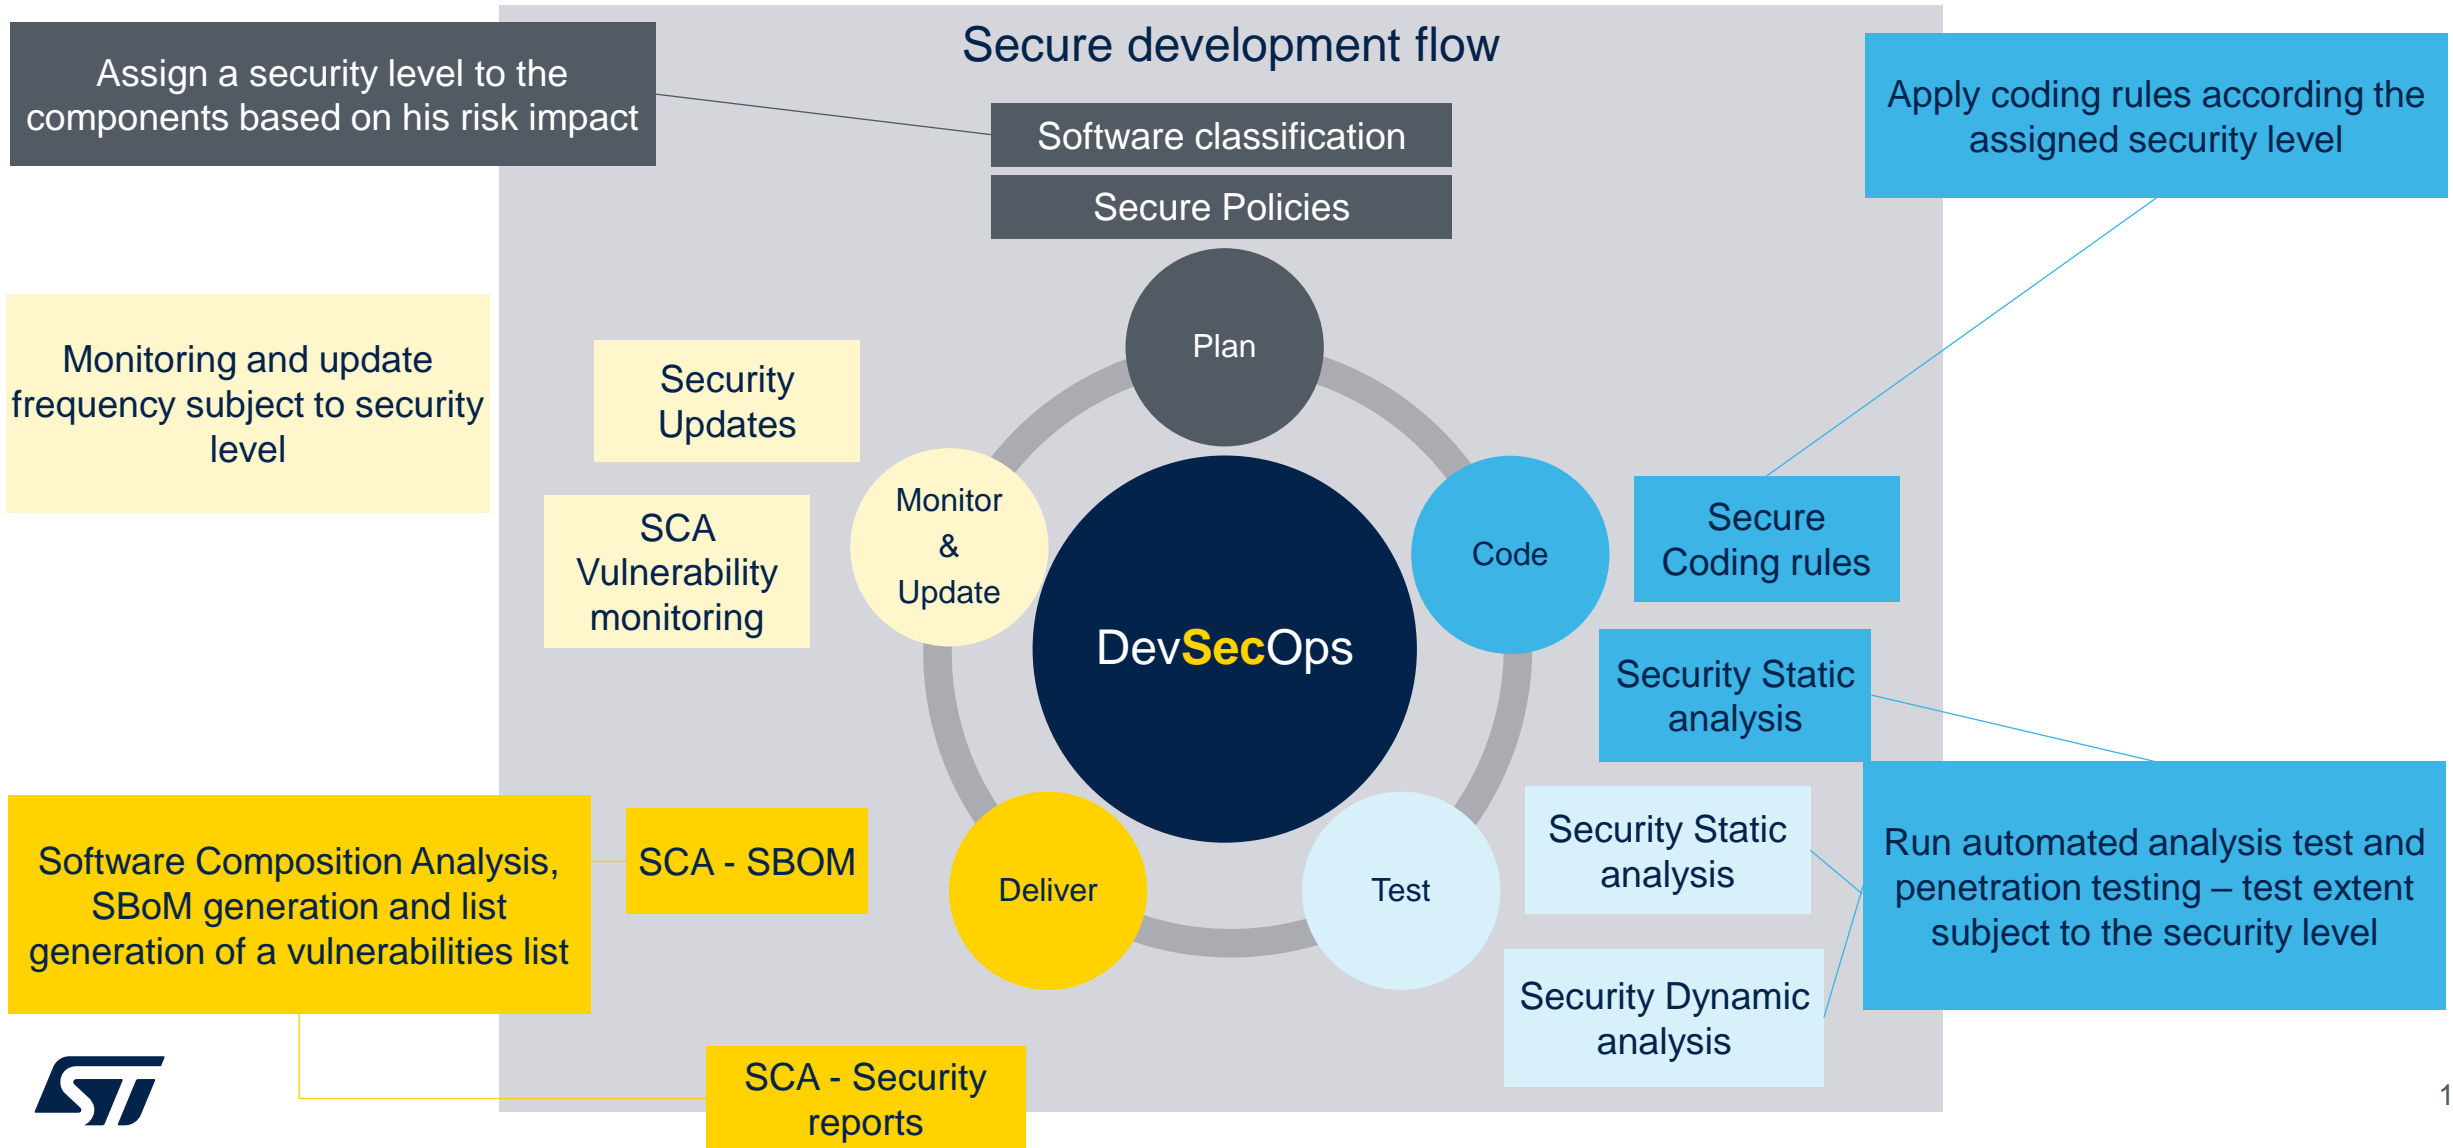 Secure development flow
Assign a security level to the
components based on his risk impact
Software classification
Secure Policies
Apply coding rules according the
assigned security level
Monitoring and update
frequency subject to security
level
Security
Updates
SCA
Vulnerability
monitoring
Plan
Monitor
&
Update
Code
DevSecOps
Secure
Coding rules
Security Static
analysis
Software Composition Analysis,
SBoM generation and list
generation of a vulnerabilities list
SCA - SBOM
Deliver
Test
Security Static
analysis
Run automated analysis test and
penetration testing – test extent
subject to the security level
Security Dynamic
analysis
SCA - Security
reports
ST
1